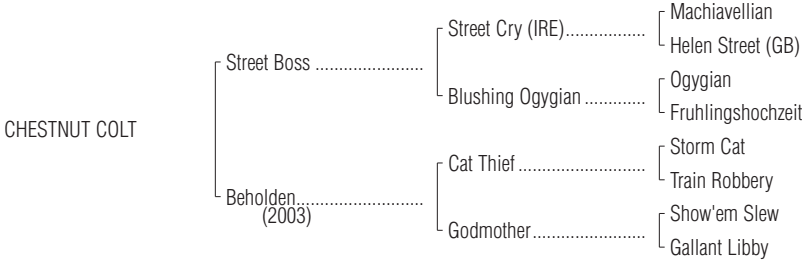 Machiavellian
Street Cry (IRE).................
Helen Street (GB)
Street Boss .......................
Ogygian
Blushing Ogygian .............
Fruhlingshochzeit
CHESTNUT COLT
Storm Cat
Cat Thief .....................
Train Robbery
Beholden...........................
(2003)
Show'em Slew
Godmother........................
Gallant Libby